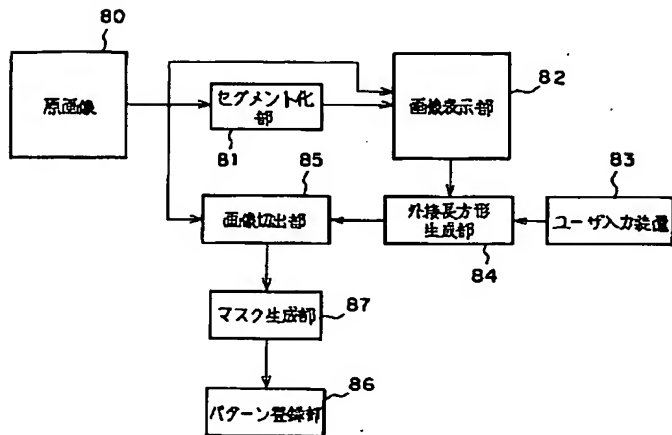 80
原画像
セグメント化
部
81
画像表示部
82
85
画像切出部
外接長方形
生成部
84
83
ユーザ入力装置
マスク生成部
87
パターン登録部
86